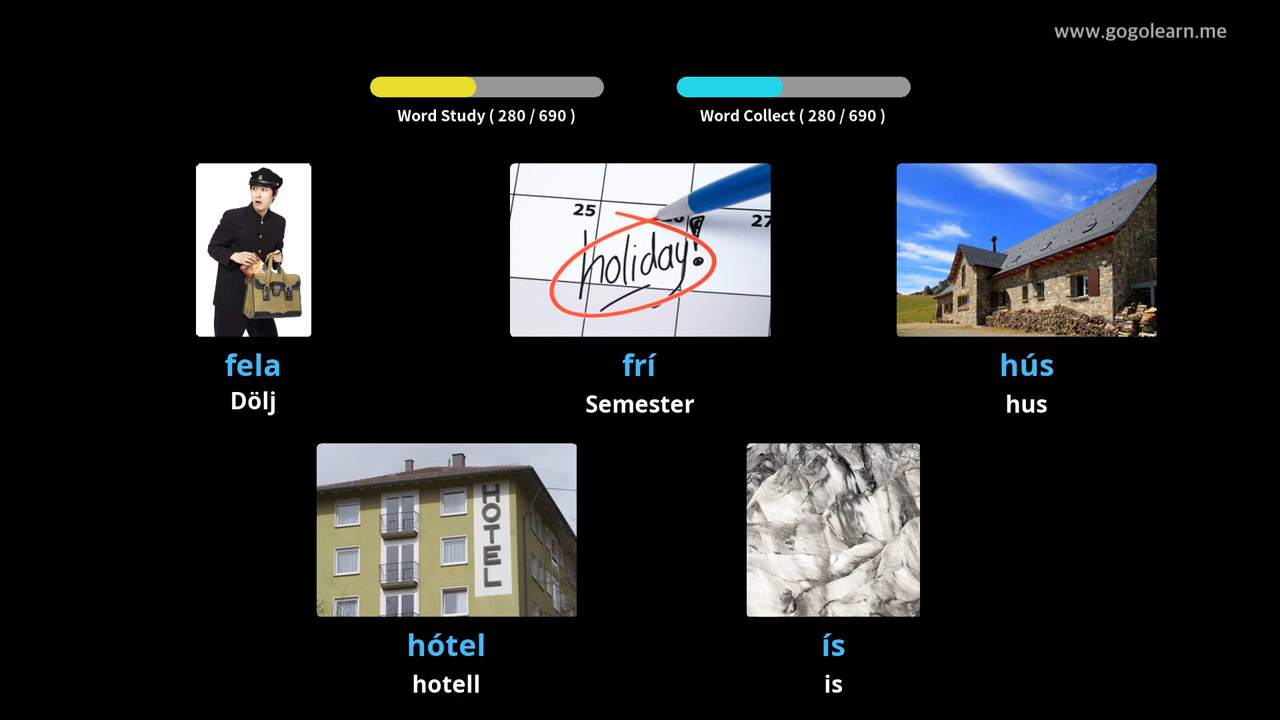 www.gogolearn.me
Word Study ( 280 / 690 )
Word Collect ( 280 / 690 )
25
27
holiday!
fela
frí
hús
Dölj
Semester
hus
HOTEL
hótel
ís
hotell
is